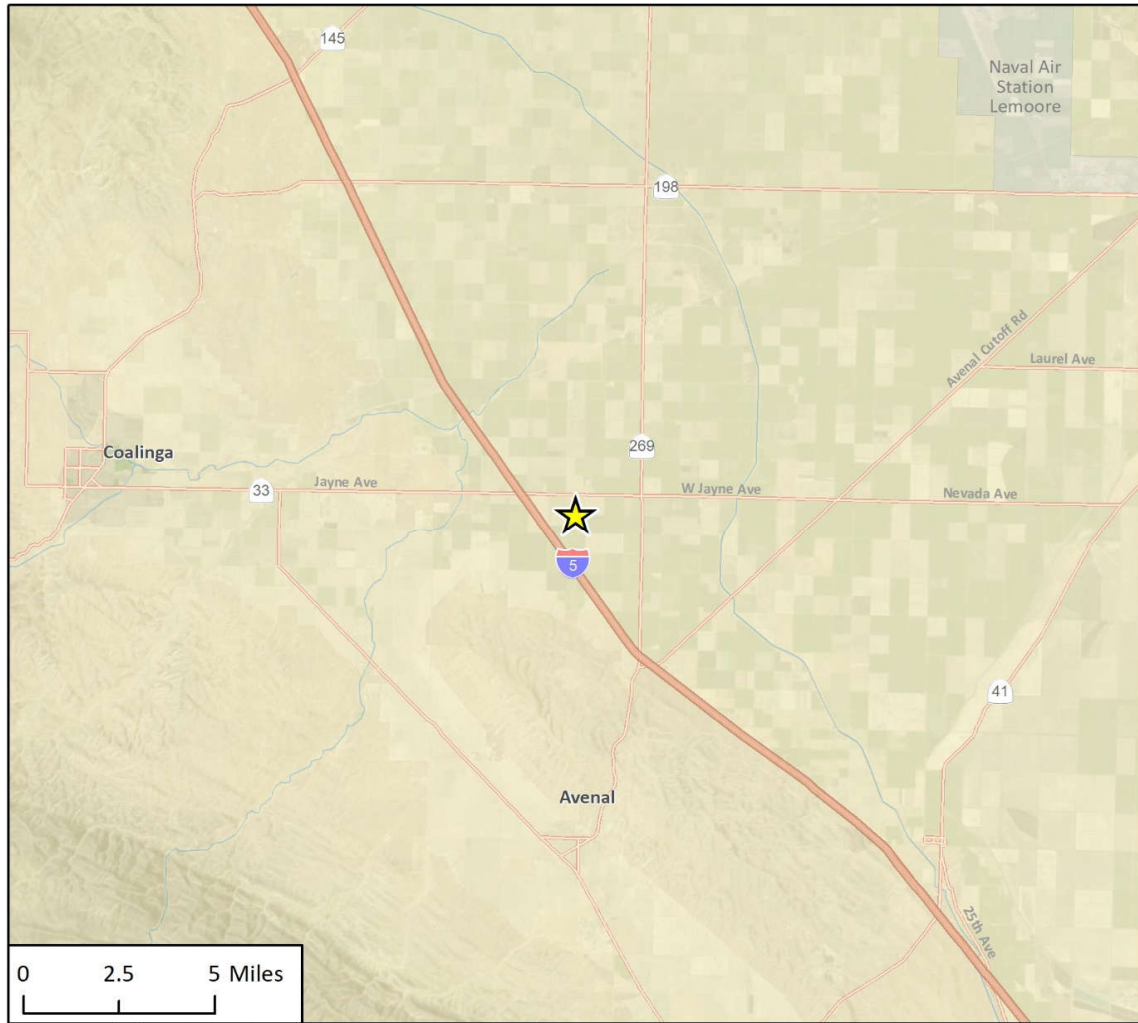 145
Naval Air
Station
Lemoore
198
Avenal Cutoff Rd
Laurel Ave
269
Coalinga
33
Jayne Ave
W Jayne Ave
Nevada Ave
5
41
Avenal
25th Ave
0 2.5 5 Miles